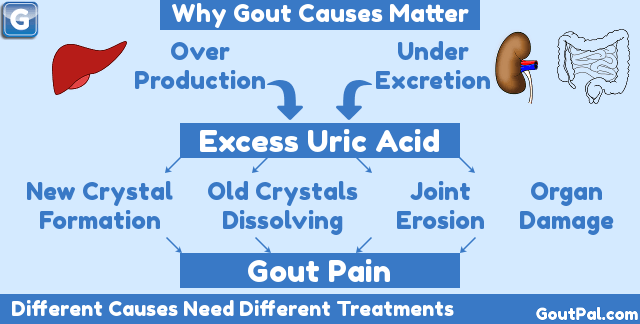 G
Why Gout Causes Matter
Over
Production
Under
Excretion
Excess Uric Acid
New Crystal
Formation
Old Crystals
Dissolving
Joint
Erosion
Organ
Damage
Gout Pain
Different Causes Need Different Treatments
GoutPal.com